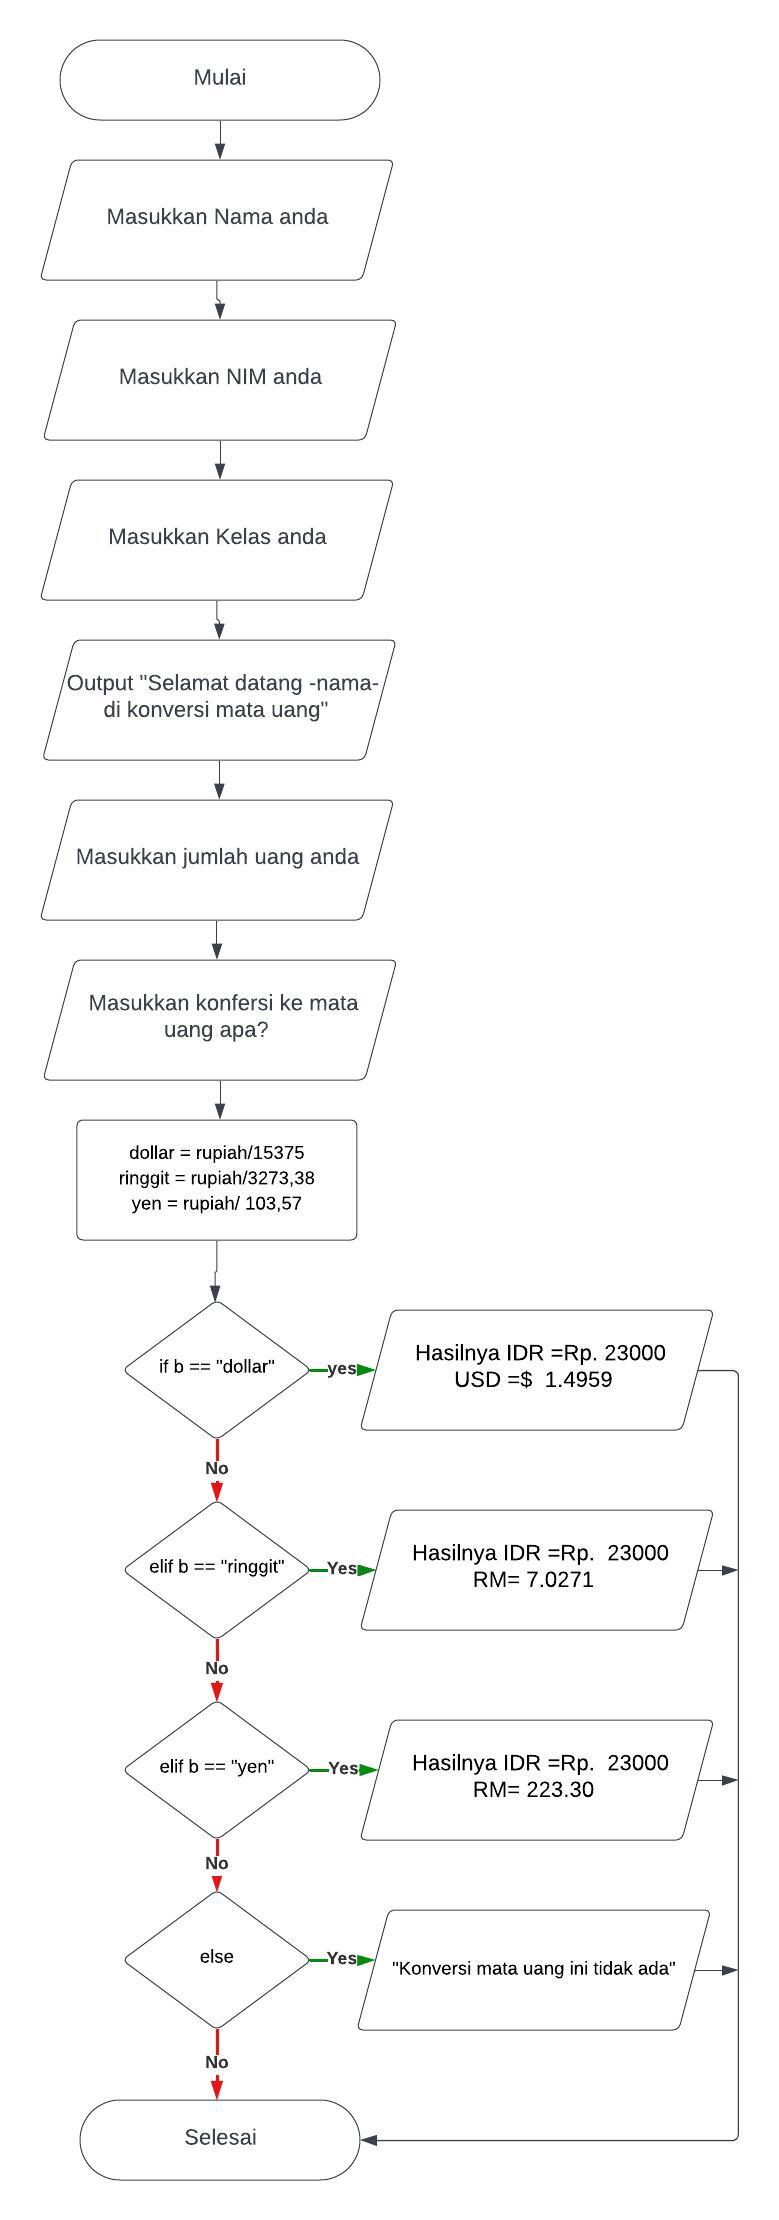 Mulai
Masukkan Nama anda
Masukkan NIM anda
Masukkan Kelas anda
Output "Selamat datang -nama-
di konversi mata uang"
Masukkan jumlah uang anda
Masukkan konfersi ke mata
uang apa?
dollar = rupiah/15375
ringgit = rupiah/3273,38
yen = rupiah/ 103,57
if b == "dollar"
yes
Hasilnya IDR =Rp. 23000
USD =$  1.4959
No
elif b == "ringgit"
Yes
Hasilnya IDR =Rp.  23000
RM= 7.0271
No
elif b == "yen"
Yes
Hasilnya IDR =Rp.  23000
RM= 223.30
No
else
Yes
"Konversi mata uang ini tidak ada"
No
Selesai